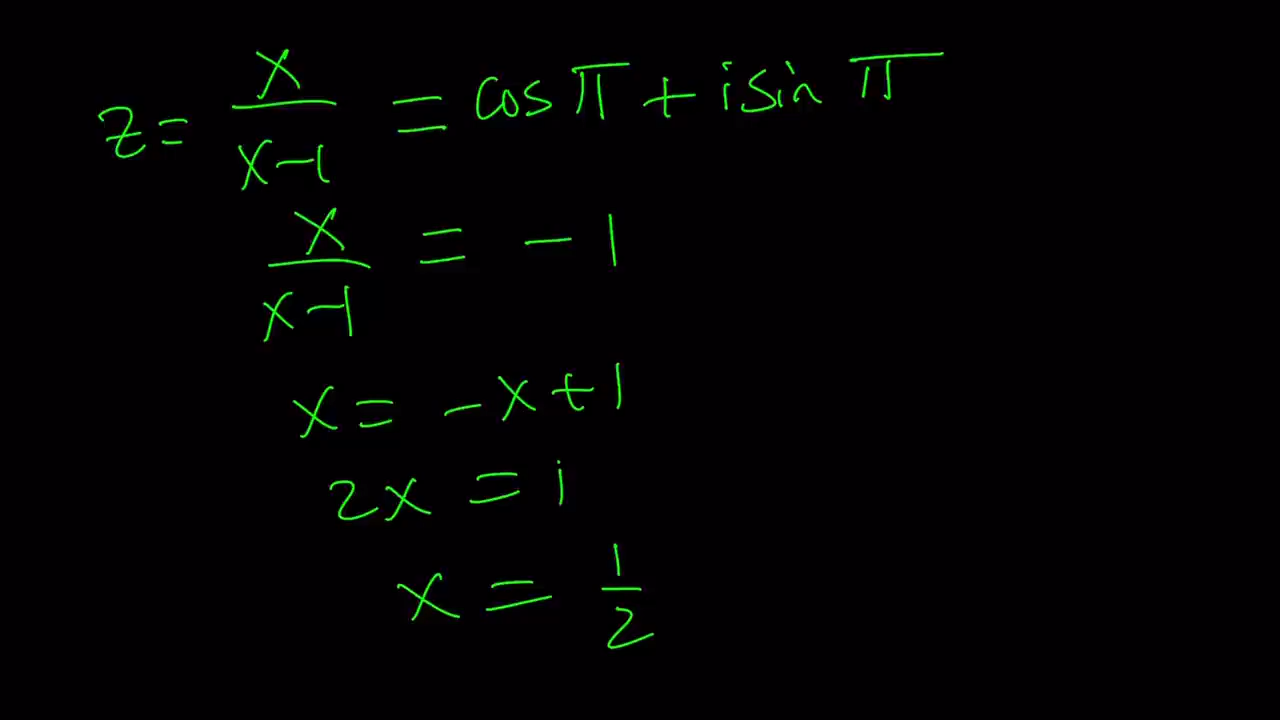 z = x/(x-1) = cos π + i sin π
x/(x-1) = -1
x = -x+1
2x = 1
x = 1/2